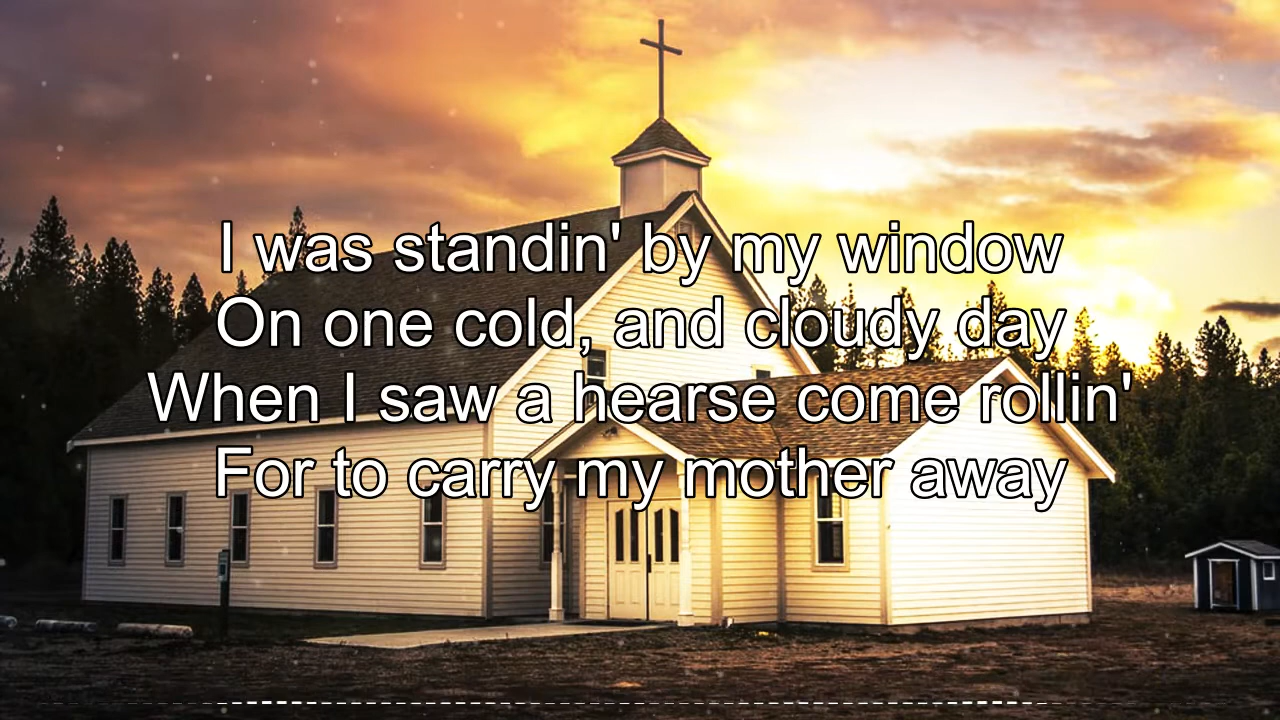 I was standin' by my window
On one cold, and cloudy day
When I saw a hearse come rollin'
For to carry my mother away